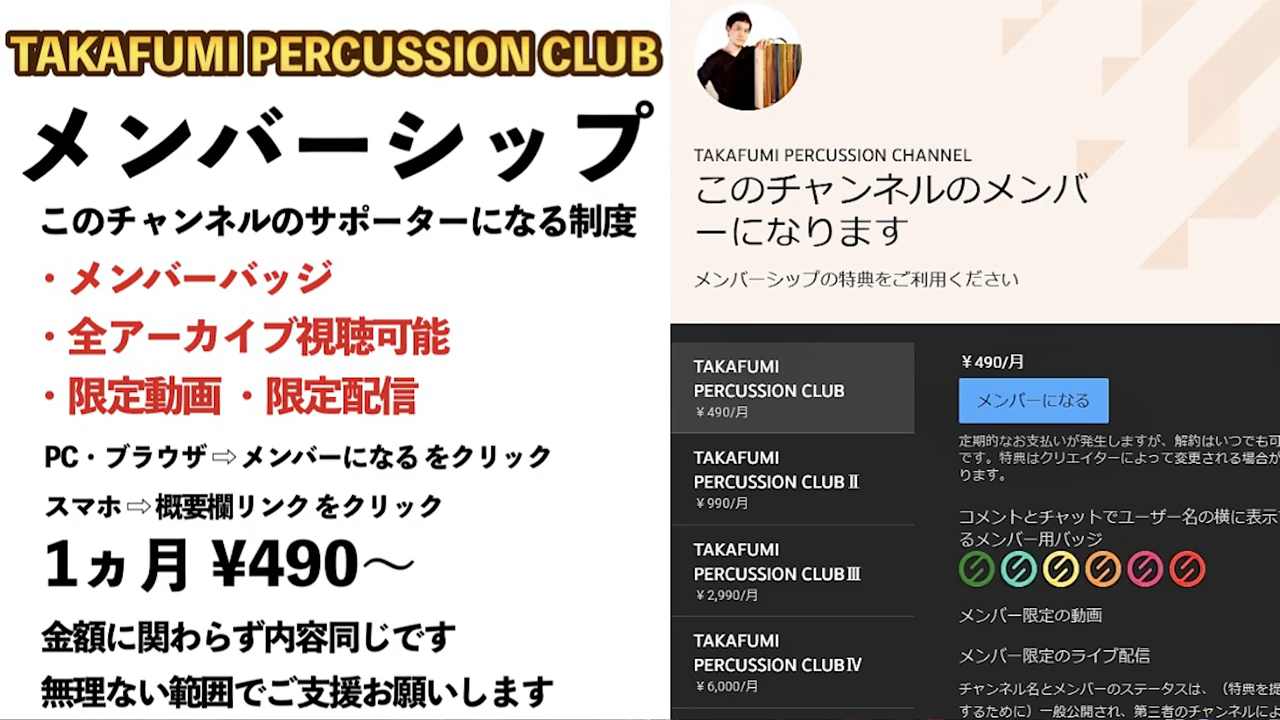 TAKAFUMI PERCUSSION CLUB
メンバーシップ
このチャンネルのサポーターになる制度
・メンバーバッジ
・全アーカイブ視聴可能
・限定動画 ・限定配信
PC・ブラウザ⇨メンバーになる をクリック
スマホ⇨概要欄リンク をクリック
1ヵ月 ¥490〜
金額に関わらず内容同じです
無理ない範囲でご支援お願いします
TAKAFUMI PERCUSSION CHANNEL
このチャンネルのメンバ
ーになります
メンバーシップの特典をご利用ください
TAKAFUMI
PERCUSSION CLUB
¥490/月
TAKAFUMI
PERCUSSION CLUBⅡ
¥990/月
TAKAFUMI
PERCUSSION CLUBⅢ
¥2,990/月
TAKAFUMI
PERCUSSION CLUBⅣ
¥6,000/月
¥490/月
メンバーになる
定期的なお支払いが発生しますが、解約はいつでも可
です。特典はクリエイターによって変更される場合が
ります。
コメントとチャットでユーザー名の横に表示
るメンバー用バッジ
メンバー限定の動画
メンバー限定のライブ配信
チャンネル名とメンバーのステータスは、（特典を提
するために）一般公開され、第三者のチャンネルによ